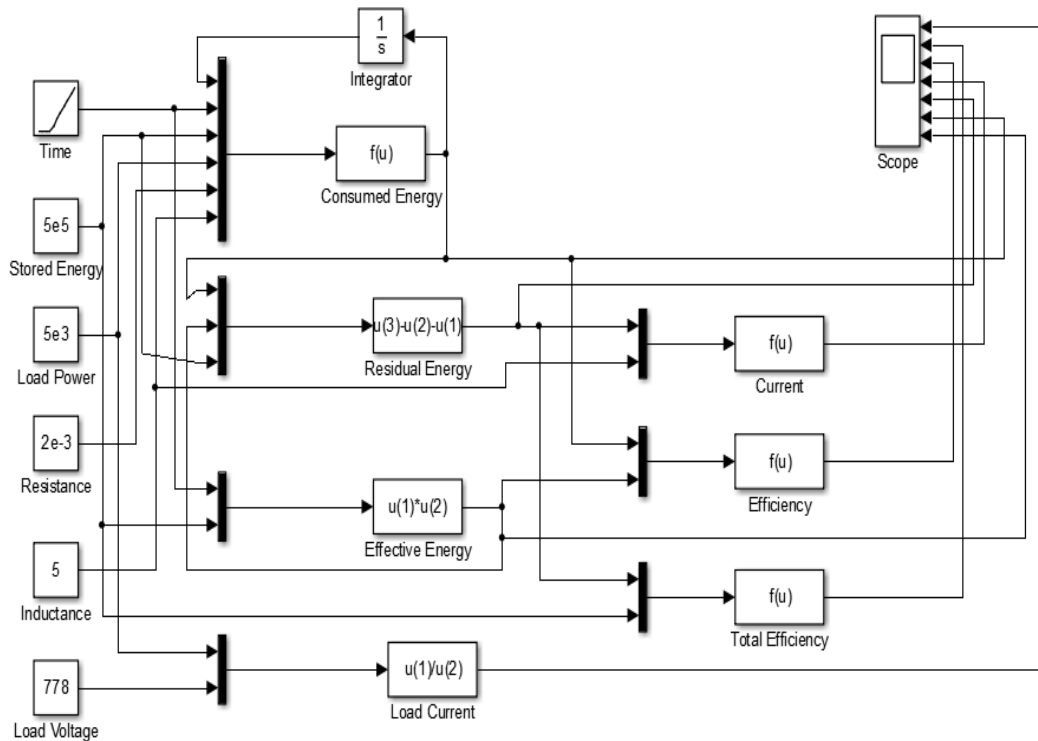 1
s
Integrator
Scope
Time
f(u)
Consumed Energy
5e5
Stored Energy
u(3)-u(2)-u(1)
Residual Energy
5e3
Load Power
f(u)
Current
2e-3
Resistance
f(u)
Efficiency
u(1)*u(2)
Effective Energy
5
Inductance
f(u)
Total Efficiency
778
Load Voltage
u(1)/u(2)
Load Current